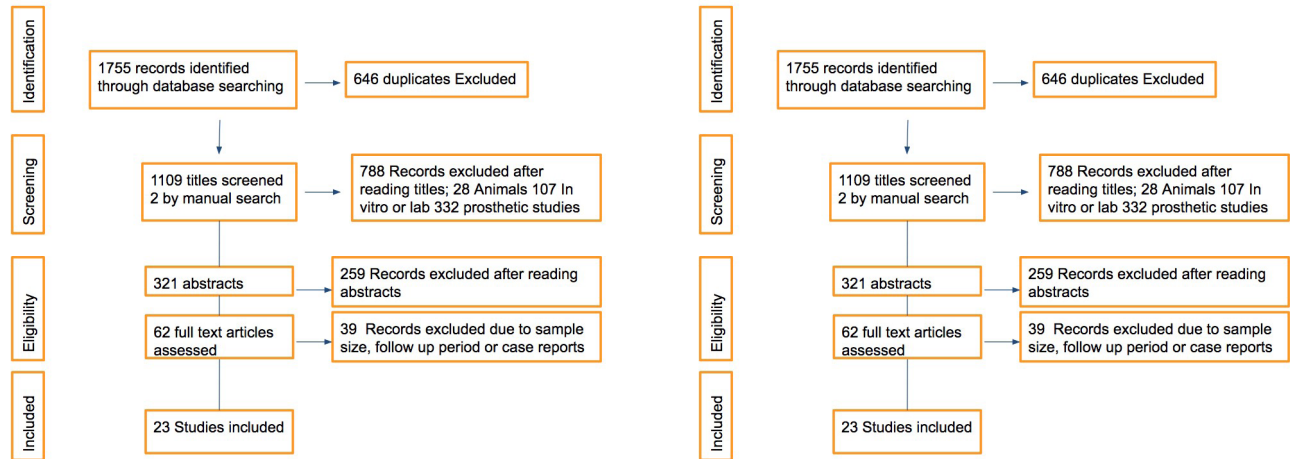 Identification
1755 records identified
through database searching
646 duplicates Excluded
Screening
1109 titles screened
2 by manual search
788 Records excluded after
reading titles; 28 Animals 107 In
vitro or lab 332 prosthetic studies
Eligibility
321 abstracts
259 Records excluded after reading
abstracts
62 full text articles
assessed
39 Records excluded due to sample
size, follow up period or case reports
Included
23 Studies included
Identification
1755 records identified
through database searching
646 duplicates Excluded
Screening
1109 titles screened
2 by manual search
788 Records excluded after
reading titles; 28 Animals 107 In
vitro or lab 332 prosthetic studies
Eligibility
321 abstracts
259 Records excluded after reading
abstracts
62 full text articles
assessed
39 Records excluded due to sample
size, follow up period or case reports
Included
23 Studies included